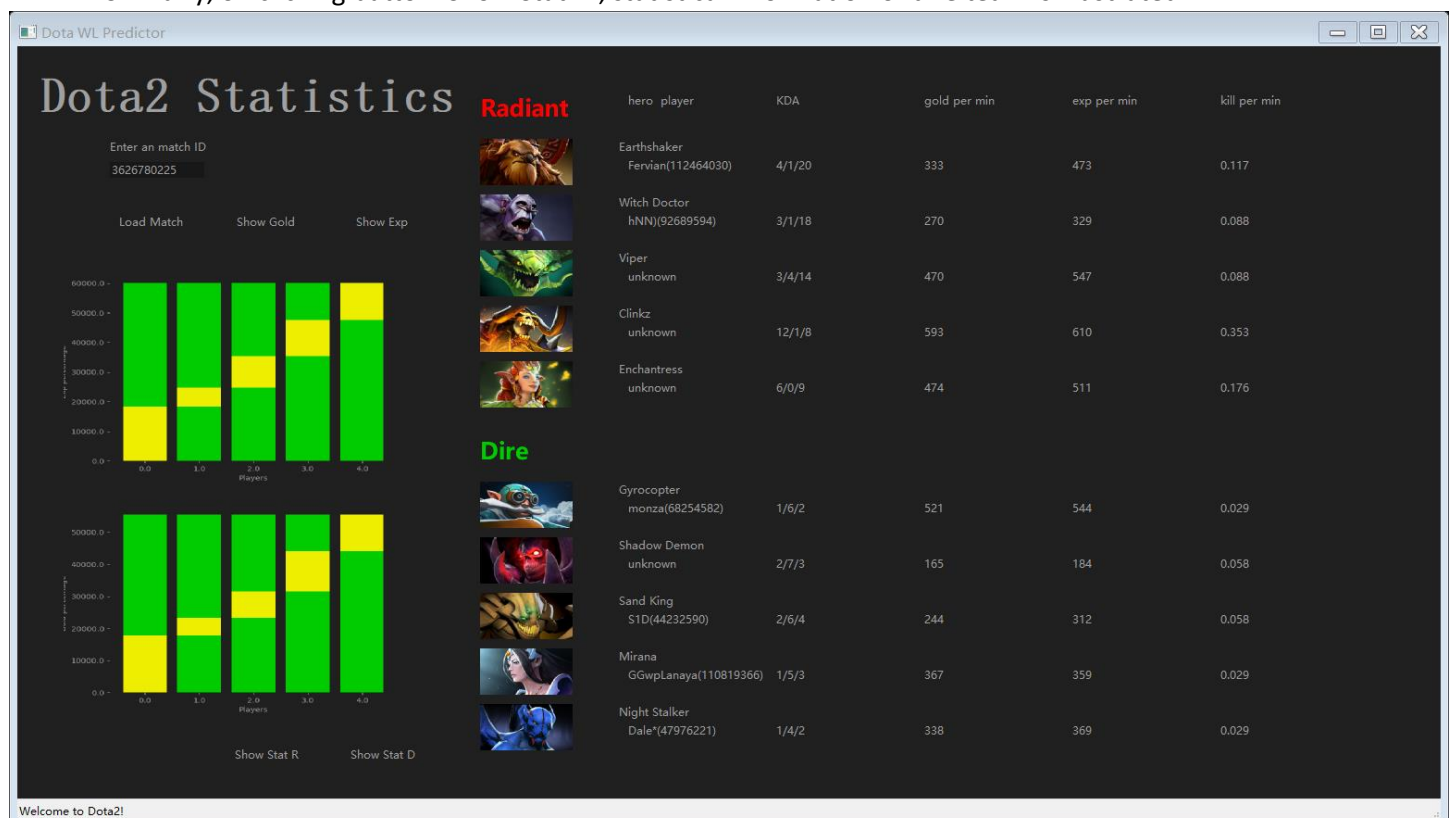 Dota WL Predictor
Dota2 Statistics
Enter an match ID
3626780225
Load Match Show Gold Show Exp
60000.0
50000.0
40000.0
30000.0
20000.0
10000.0
0.0
0.0 1.0 2.0 3.0 4.0
Players
50000.0
40000.0
30000.0
20000.0
10000.0
0.0
0.0 1.0 2.0 3.0 4.0
Players
Show Stat R Show Stat D
Radiant hero player KDA gold per min exp per min kill per min
Earthshaker
Fervian(112464030) 4/1/20 333 473 0.117
Witch Doctor
hNN)(92689594) 3/1/18 270 329 0.088
Viper
unknown 3/4/14 470 547 0.088
Clinkz
unknown 12/1/8 593 610 0.353
Enchantress
unknown 6/0/9 474 511 0.176
Dire
Gyrocopter
monza(68254582) 1/6/2 521 544 0.029
Shadow Demon
unknown 2/7/3 165 184 0.058
Sand King
S1D(44232590) 2/6/4 244 312 0.058
Mirana
GGwpLanaya(110819366) 1/5/3 367 359 0.029
Night Stalker
Dale*(47976221) 1/4/2 338 369 0.029
Welcome to Dota2!